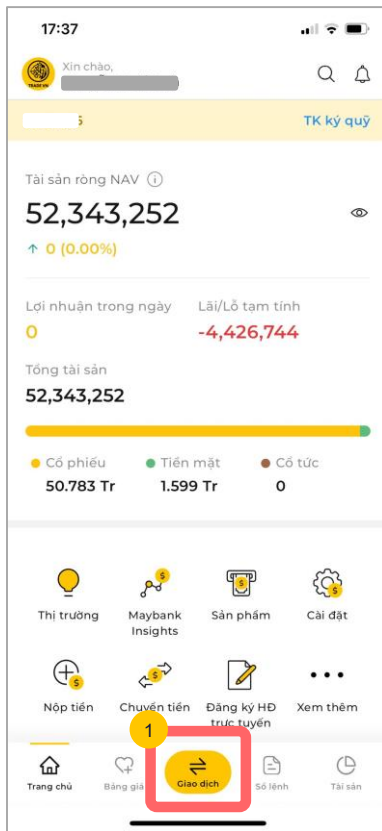 17:37
Xin chào,
TRADE VN
TK ký quỹ
Tài sản ròng NAV
52,343,252
↑ 0 (0.00%)
Lợi nhuận trong ngày Lãi/Lỗ tạm tính
0 -4,426,744
Tổng tài sản
52,343,252
Cổ phiếu Tiền mặt Cổ tức
50.783 Tr 1.599 Tr 0
Thị trường Maybank Insights Sản phẩm Cài đặt
Nộp tiền Chuyển tiền Đăng ký HĐ trực tuyến Xem thêm
1
Trang chủ Bảng giá Giao dịch Sổ lệnh Tài sản